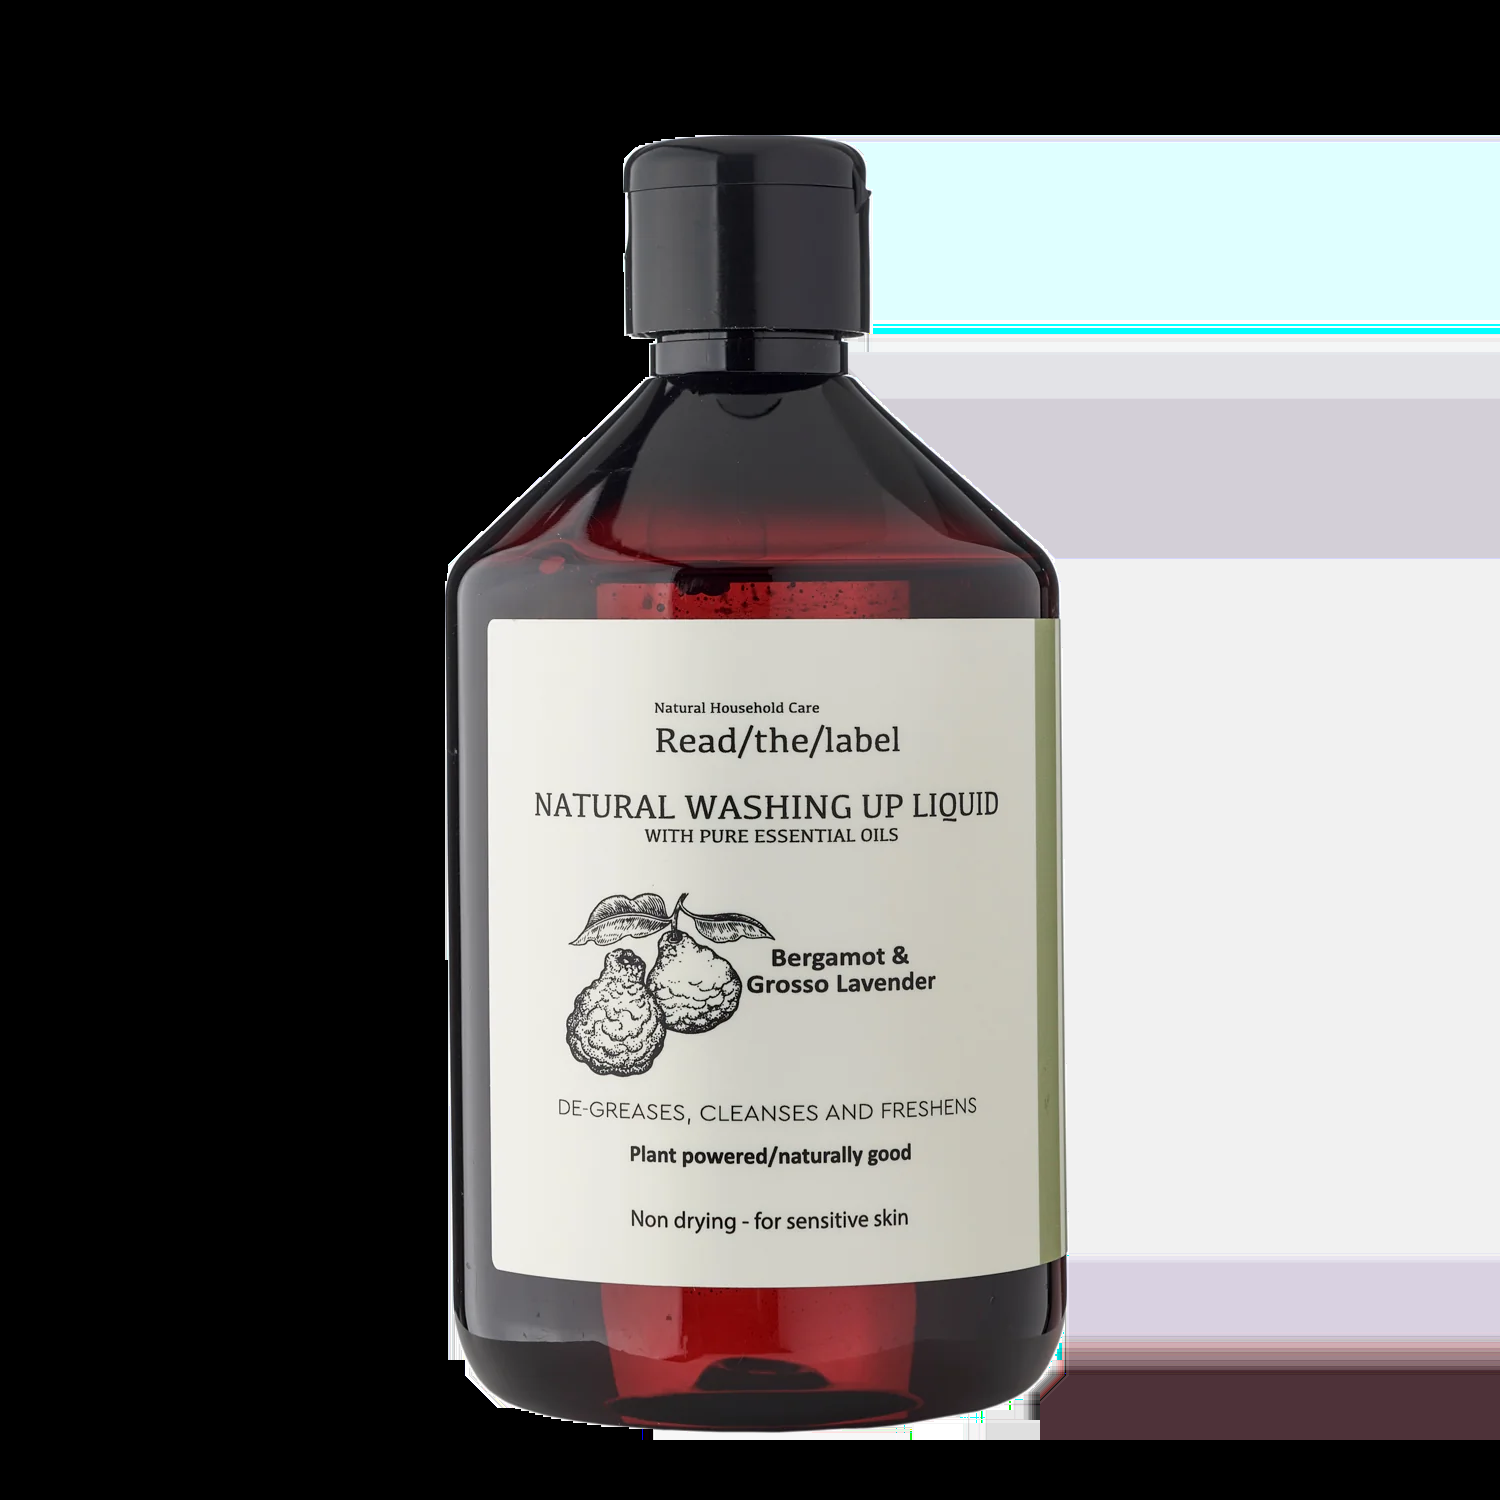 Natural Household Care
Read/the/label
NATURAL WASHING UP LIQUID
WITH PURE ESSENTIAL OILS
Bergamot &
Grosso Lavender
DE-GREASES, CLEANSES AND FRESHENS
Plant powered/naturally good
Non drying - for sensitive skin